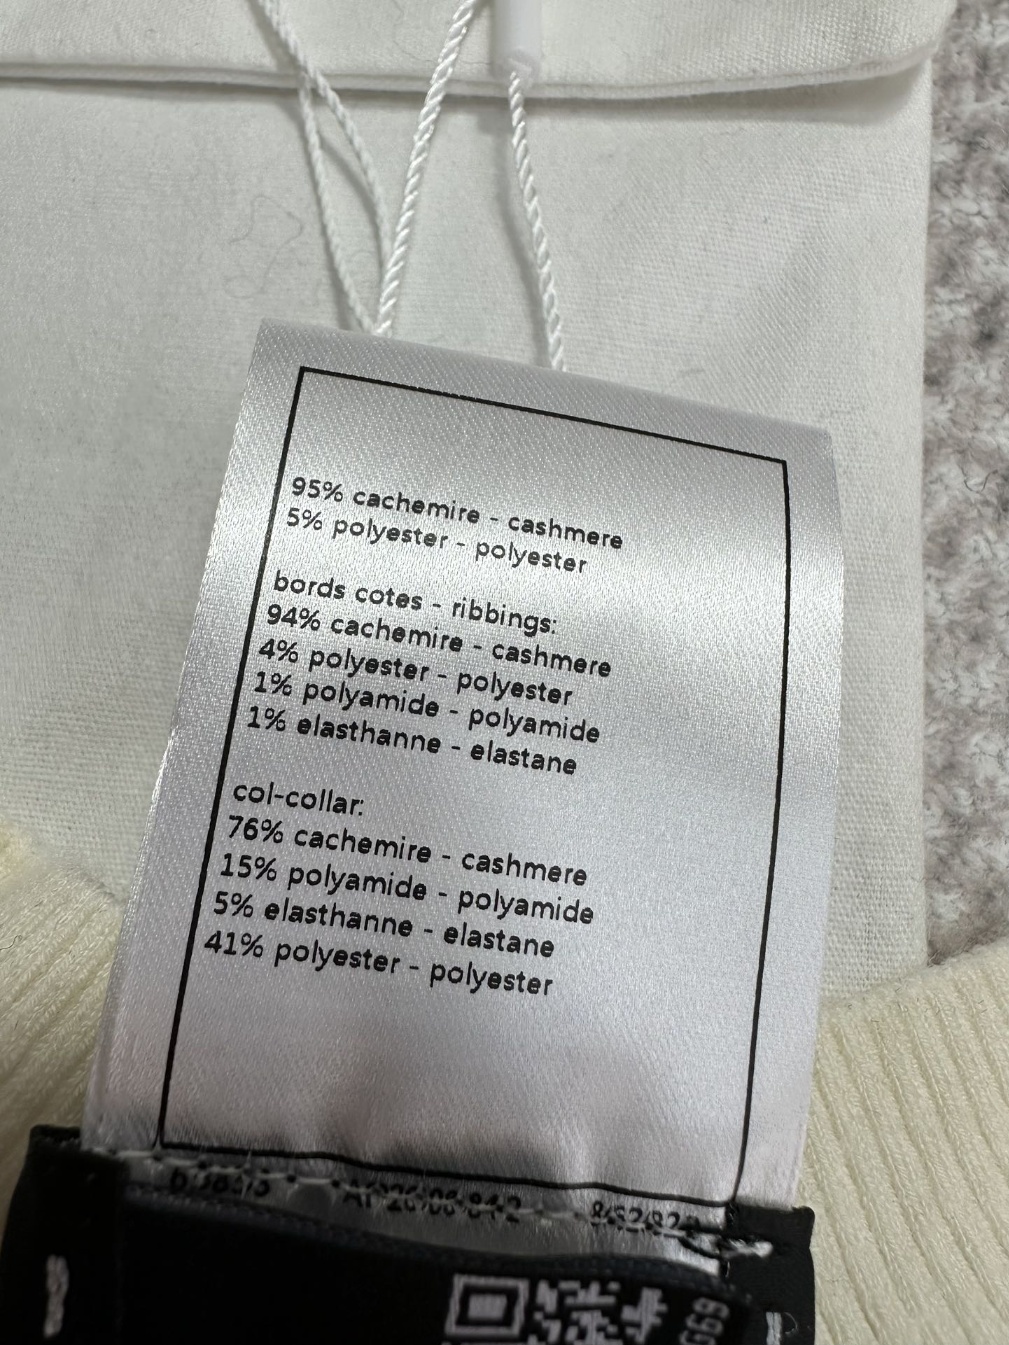 95% cachemire - cashmere
5% polyester - polyester
bords cotes - ribbings:
94% cachemire - cashmere
4% polyester - polyester
1% polyamide - polyamide
1% elasthanne - elastane
col-collar:
76% cachemire - cashmere
15% polyamide - polyamide
5% elasthanne - elastane
41% polyester - polyester